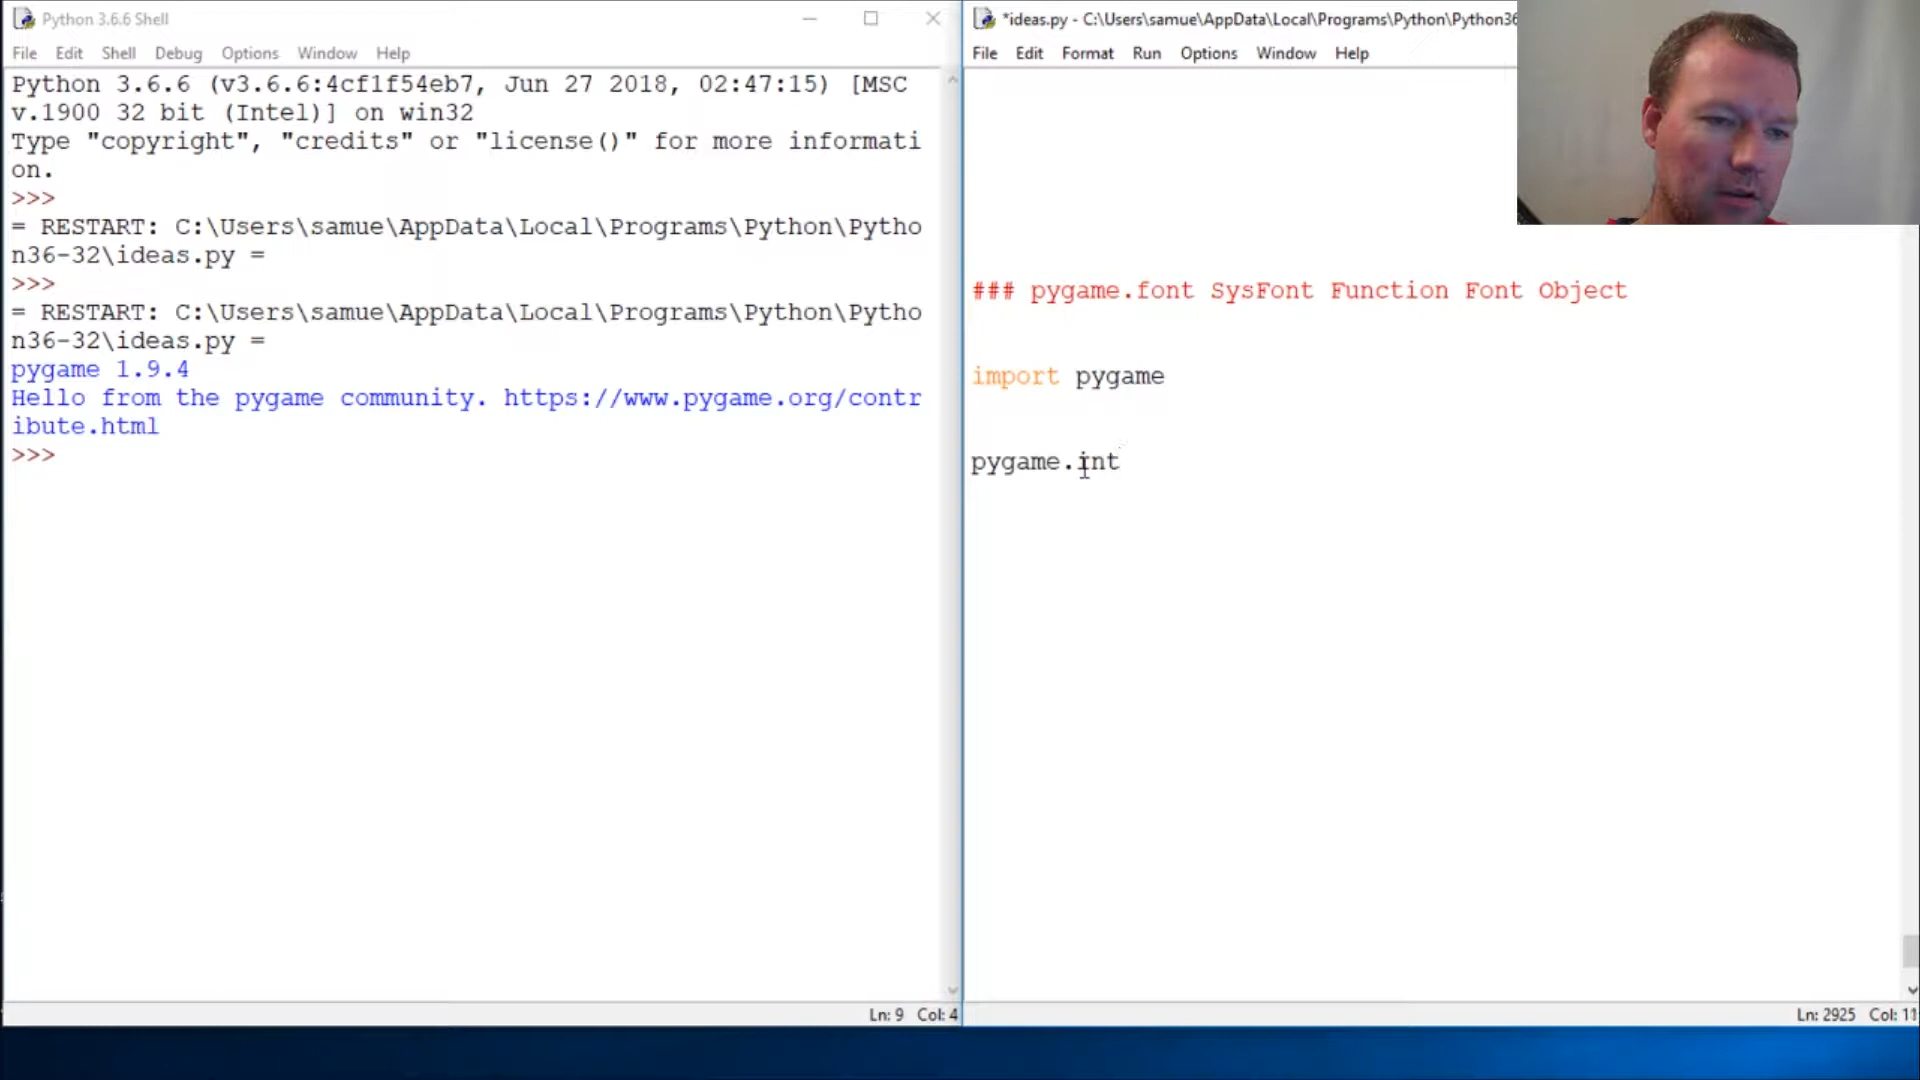 Python 3.6.6 Shell
File Edit Shell Debug Options Window Help
Python 3.6.6 (v3.6.6:4cf1f54eb7, Jun 27 2018, 02:47:15) [MSC
v.1900 32 bit (Intel)] on win32
Type "copyright", "credits" or "license()" for more informati
on.
>>>
= RESTART: C:\Users\samue\AppData\Local\Programs\Python\Pytho
n36-32\ideas.py =
>>>
= RESTART: C:\Users\samue\AppData\Local\Programs\Python\Pytho
n36-32\ideas.py =
pygame 1.9.4
Hello from the pygame community. https://www.pygame.org/contr
ibute.html
>>>
Ln: 9 Col: 4
*ideas.py - C:\Users\samue\AppData\Local\Programs\Python\Python36
File Edit Format Run Options Window Help
### pygame.font SysFont Function Font Object
import pygame
pygame.int
Ln: 2925 Col: 11